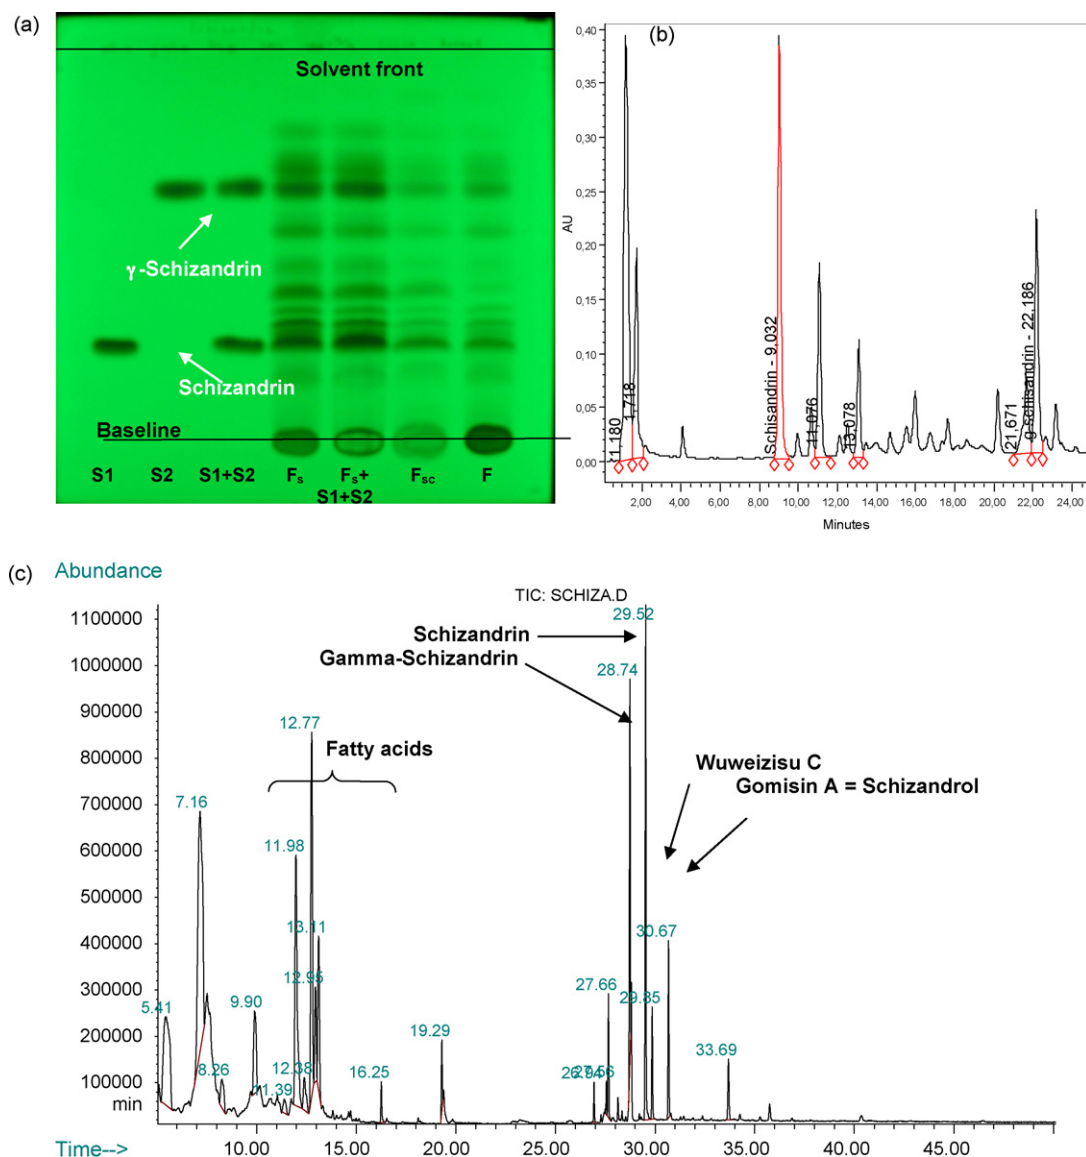 (a)
Solvent front
γ-Schizandrin
Schizandrin
Baseline
S1 S2 S1+S2 Fs Fs+ Fsc F
S1+S2
(b)
0,40
0,35
0,30
0,25
0,20
0,15
0,10
0,05
0,00
AU
1,180
1,718
Schisandrin - 9,032
11,076
13,078
21,671
22,186
2,00 4,00 6,00 8,00 10,00 12,00 14,00 16,00 18,00 20,00 22,00 24,00
Minutes
(c)
Abundance
TIC: SCHIZA.D
1100000
1000000
900000
800000
700000
600000
500000
400000
300000
200000
100000
min
Time-->
10.00 15.00 20.00 25.00 30.00 35.00 40.00 45.00
Schizandrin
Gamma-Schizandrin
Fatty acids
Wuweizisu C
Gomisin A = Schizandrol
29.52
28.74
12.77
7.16
11.98
13.11
12.95
30.67
27.66
29.85
5.41
9.90
19.29
8.26
12.38
16.25
26.94
33.69